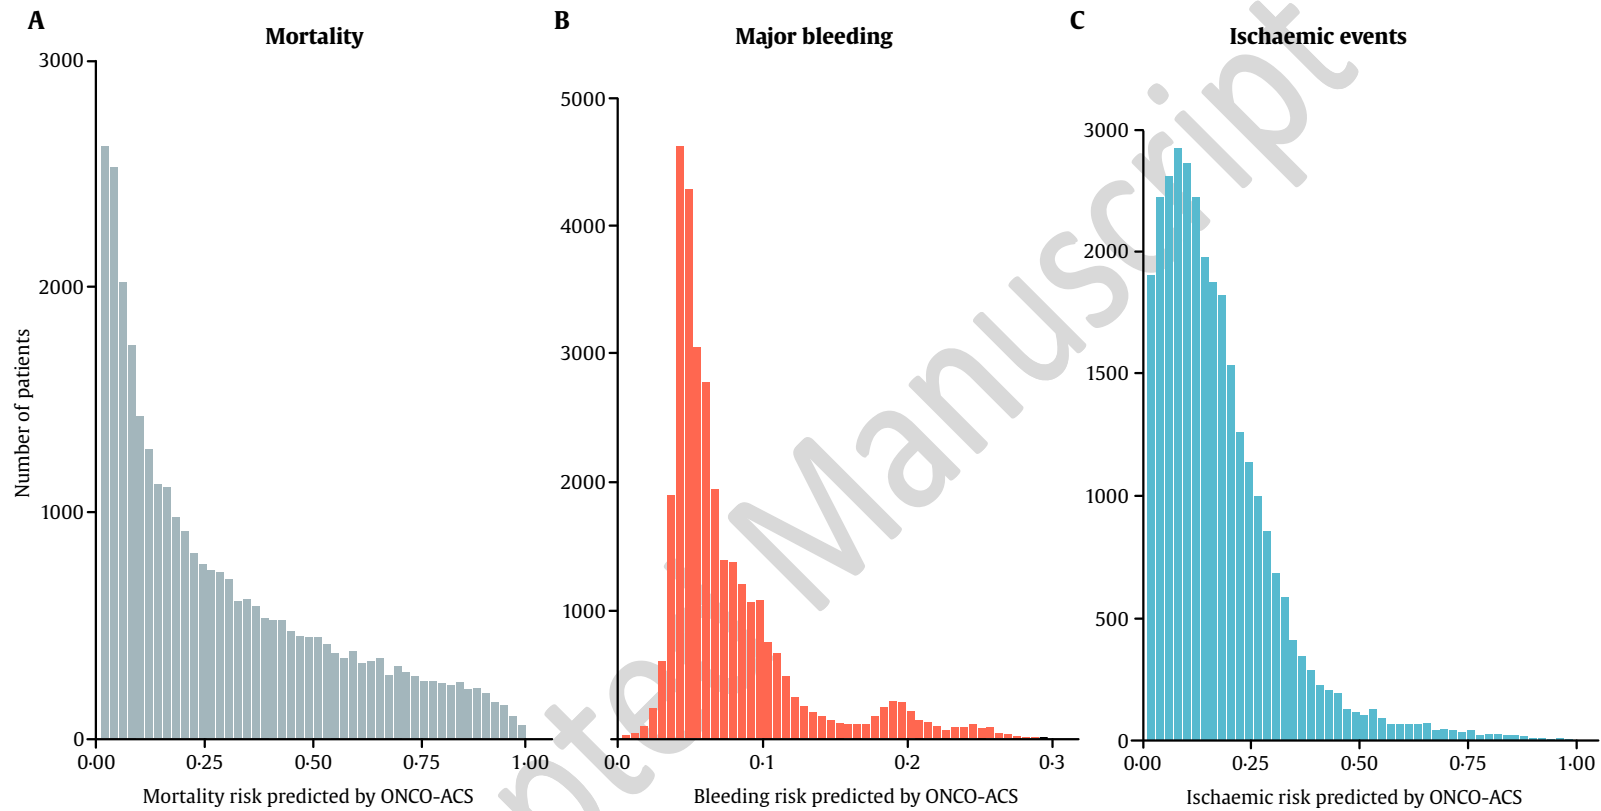 A
Mortality
3000
2000
1000
0
Number of patients
0·00 0·25 0·50 0·75 1·00
Mortality risk predicted by ONCO-ACS
B
Major bleeding
5000
4000
3000
2000
1000
0·0 0·1 0·2 0·3
Bleeding risk predicted by ONCO-ACS
C
Ischaemic events
3000
2000
1500
1000
500
0
0·00 0·25 0·50 0·75 1·00
Ischaemic risk predicted by ONCO-ACS
Manuscript